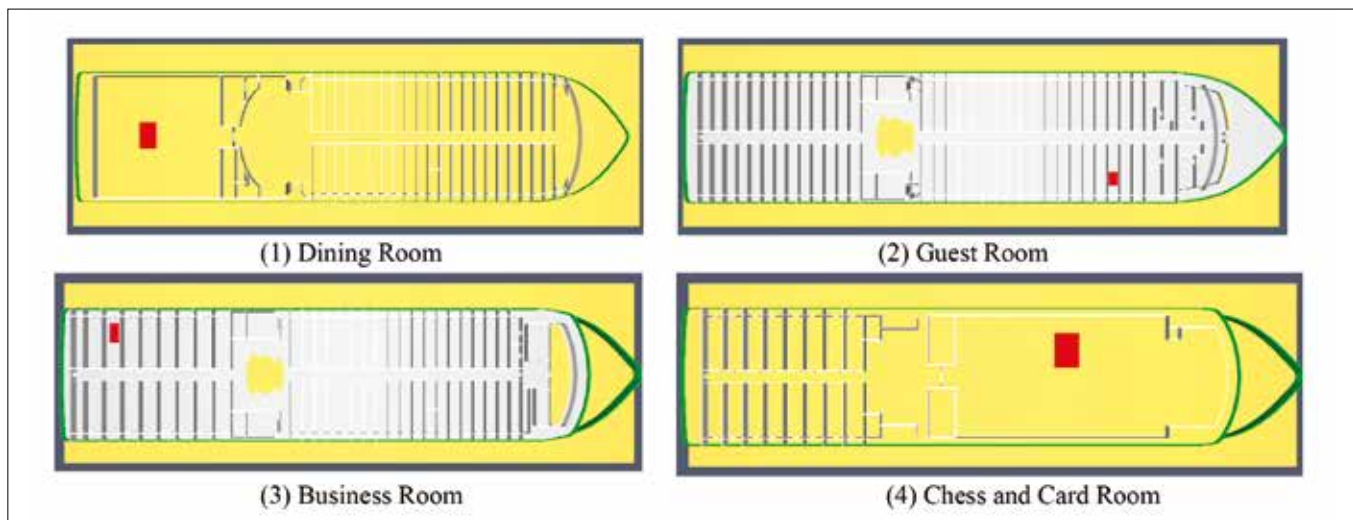 (1) Dining Room
(2) Guest Room
(3) Business Room
(4) Chess and Card Room